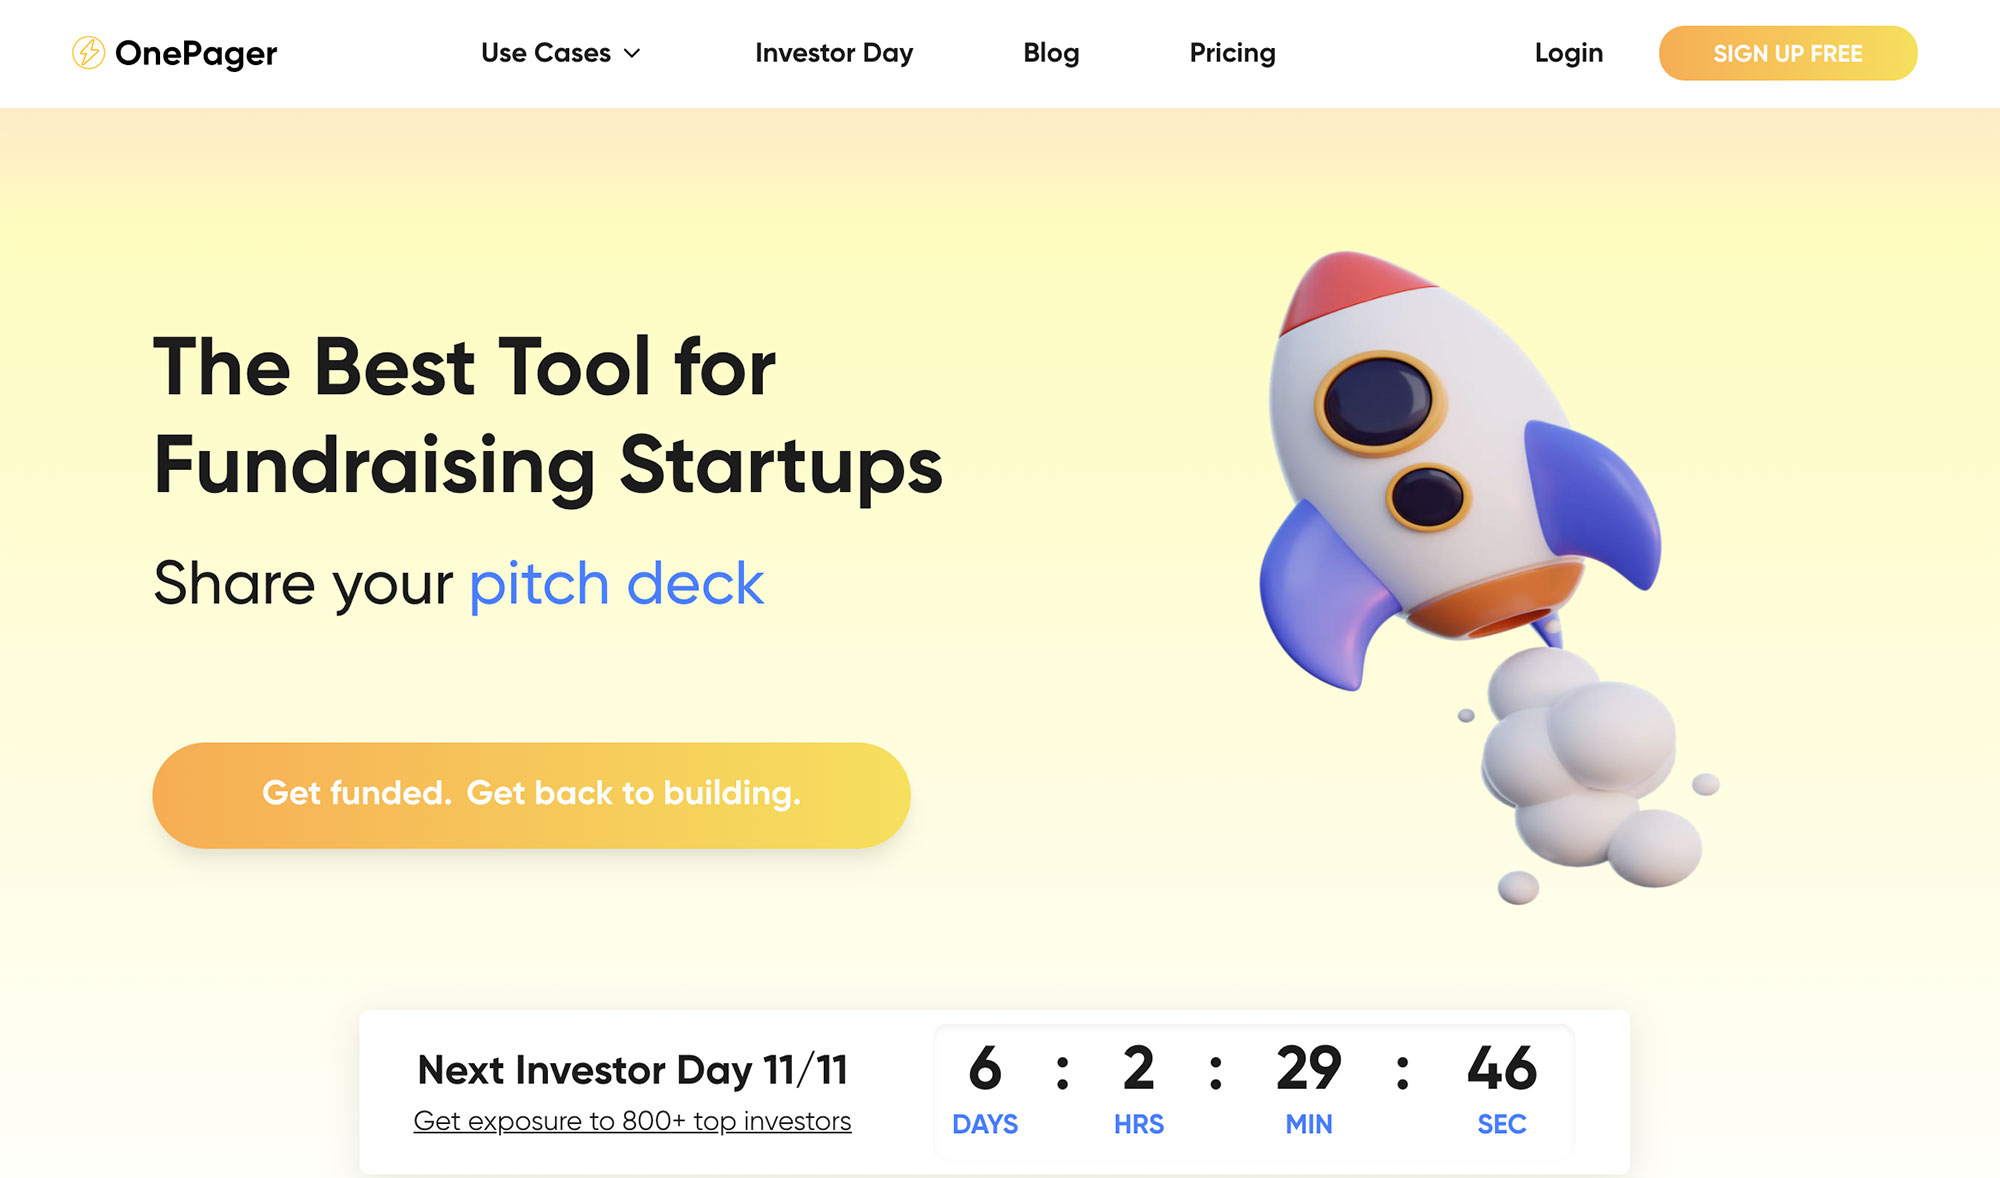 OnePager
Use Cases
Investor Day
Blog
Pricing
Login
SIGN UP FREE
The Best Tool for
Fundraising Startups
Share your pitch deck
Get funded. Get back to building.
Next Investor Day 11/11
Get exposure to 800+ top investors
6 : 2 : 29 : 46
DAYS HRS MIN SEC